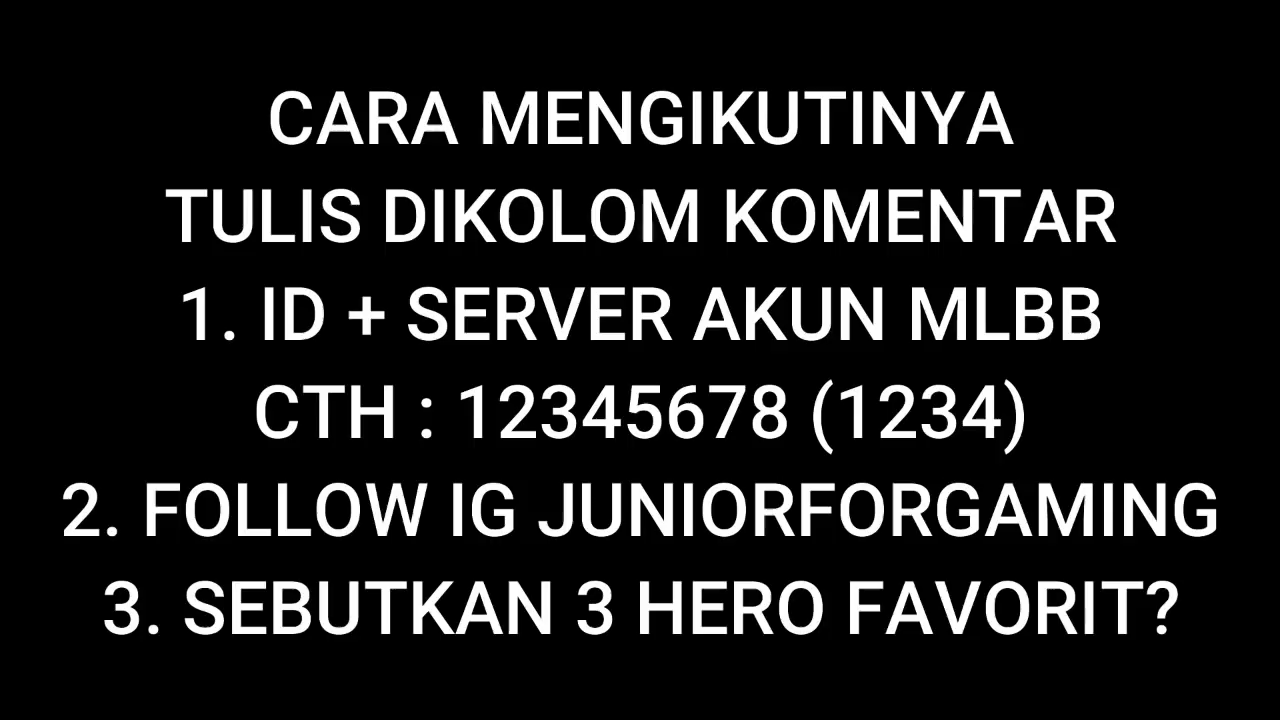 CARA MENGIKUTINYA
TULIS DIKOLOM KOMENTAR
1. ID + SERVER AKUN MLBB
CTH : 12345678 (1234)
2. FOLLOW IG JUNIORFORGAMING
3. SEBUTKAN 3 HERO FAVORIT?